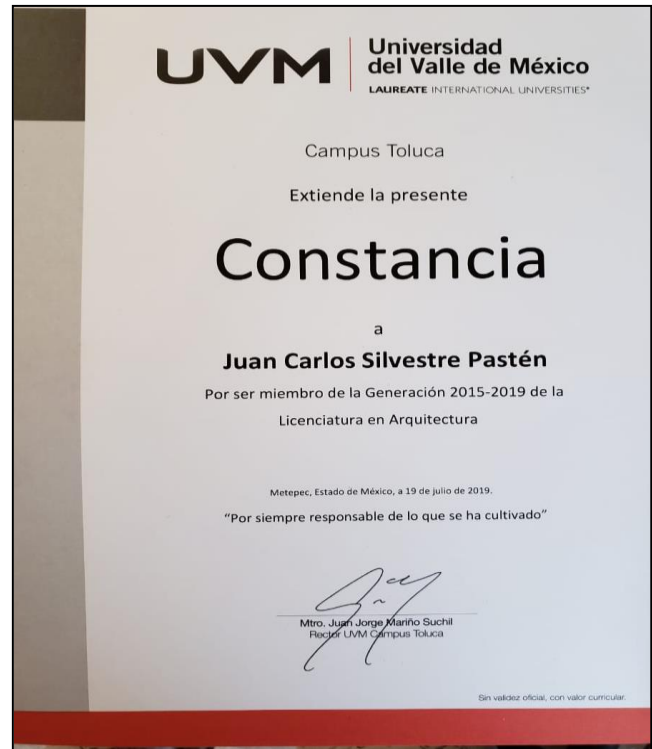 UVM
Universidad
del Valle de México
LAUREATE INTERNATIONAL UNIVERSITIES®
Campus Toluca
Extiende la presente
Constancia
a
Juan Carlos Silvestre Pastén
Por ser miembro de la Generación 2015-2019 de la
Licenciatura en Arquitectura
Metepec, Estado de México, a 19 de julio de 2019.
“Por siempre responsable de lo que se ha cultivado”
Mtro. Juan Jorge Mariño Suchil
Rector UVM Campus Toluca
Sin validez oficial, con valor curricular.